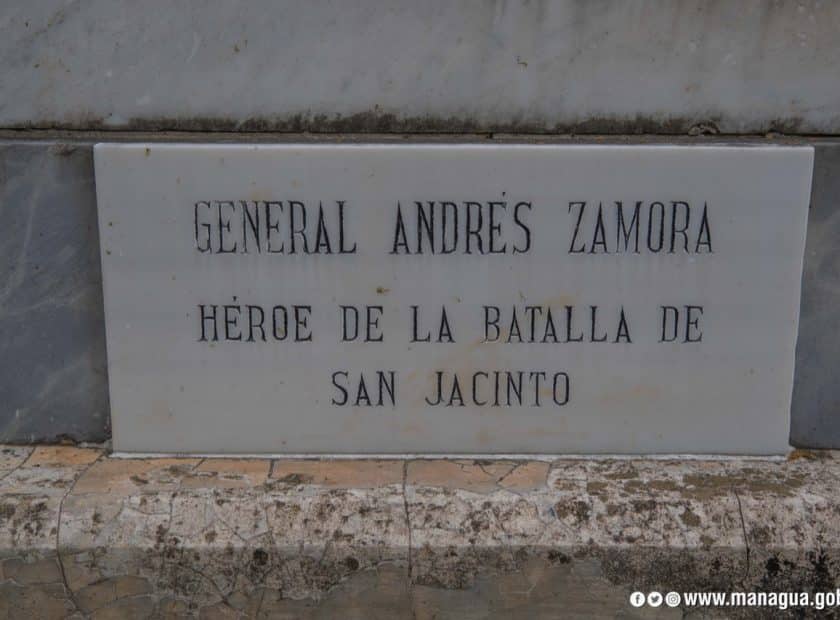 GENERAL ANDRÉS ZAMORA
HÉROE DE LA BATALLA DE
SAN JACINTO
www.managua.gob